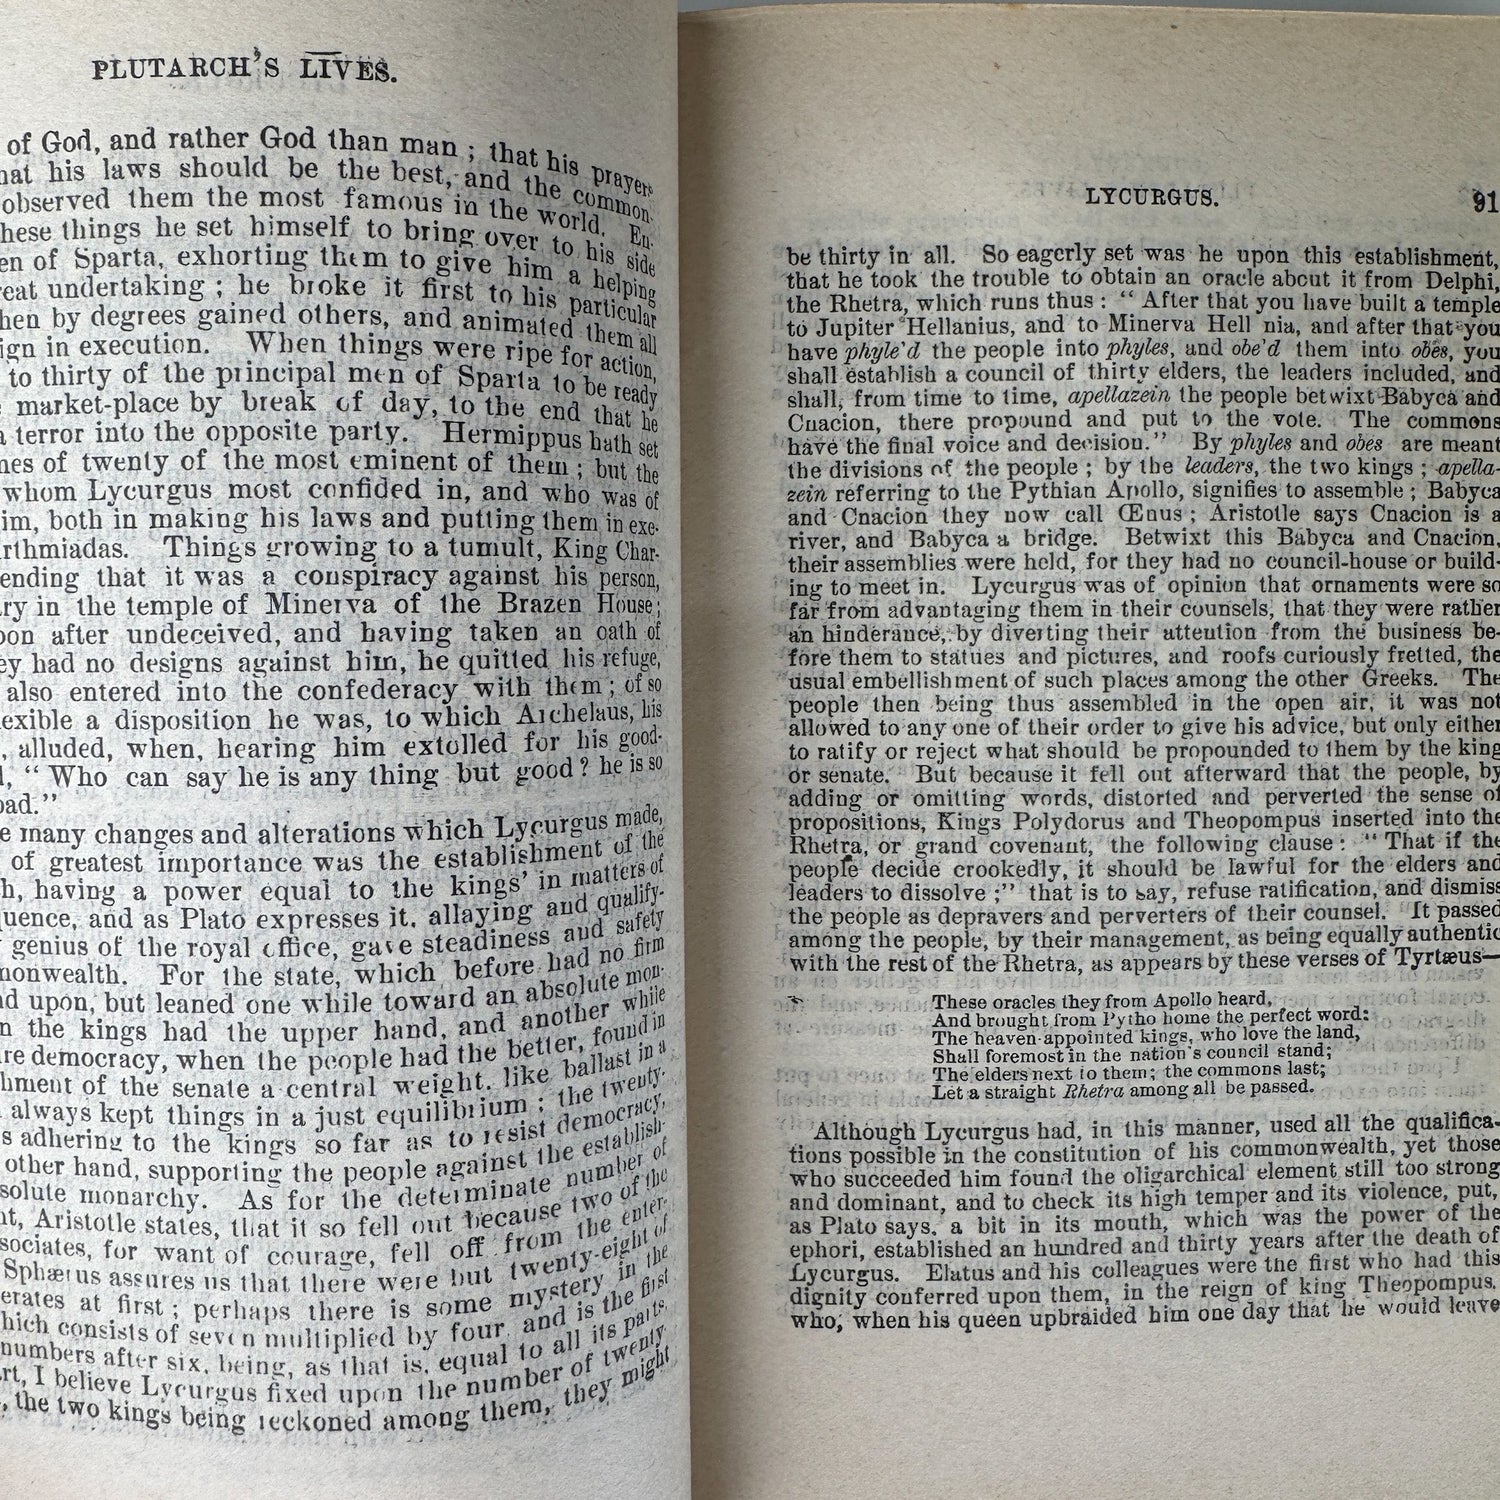 PLUTARCH'S LIVES.
of God, and rather God than man ; that his prayers
hat his laws should be the best, and the common-
observed them the most famous in the world. En-
hese things he set himself to bring over to his side
en of Sparta, exhorting them to give him a helping
reat undertaking ; he broke it first to his particular
hen by degrees gained others, and animated them all
ign in execution. When things were ripe for action,
to thirty of the principal men of Sparta to be ready
market-place by break of day, to the end that he
a terror into the opposite party. Hermippus hath set
nes of twenty of the most eminent of them ; but the
whom Lycurgus most confided in, and who was of
im, both in making his laws and putting them in exe-
rthmiadas. Things growing to a tumult, King Char-
ending that it was a conspiracy against his person,
ry in the temple of Minerva of the Brazen House ;
oon after undeceived, and having taken an oath of
ey had no designs against him, he quitted his refuge,
also entered into the confederacy with them ; of so
lexible a disposition he was, to which Archelaus, his
, alluded, when, hearing him extolled for his good-
l, “ Who can say he is any thing but good ? he is so
bad.”
e many changes and alterations which Lycurgus made,
of greatest importance was the establishment of the
h, having a power equal to the kings' in matters of
quence, and as Plato expresses it, allaying and qualify-
genius of the royal office, gave steadiness and safety
monwealth. For the state, which before had no firm
nd upon, but leaned one while toward an absolute mon-
n the kings had the upper hand, and another while
re democracy, when the people had the better, found in
hment of the senate a central weight, like ballast in a
always kept things in a just equilibrium ; the twenty-
s adhering to the kings so far as to resist democracy,
other hand, supporting the people against the establish-
solute monarchy. As for the determinate number of
nt, Aristotle states, that it so fell out because two of the
sociates, for want of courage, fell off from the enter-
Sphærus assures us that there were but twenty-eight of
erates at first ; perhaps there is some mystery in the
hich consists of seven multiplied by four, and is the first
numbers after six, being, as that is, equal to all its parts.
rt, I believe Lycurgus fixed upon the number of twenty-
, the two kings being reckoned among them, they might
LYCURGUS. 91
be thirty in all. So eagerly set was he upon this establishment,
that he took the trouble to obtain an oracle about it from Delphi,
the Rhetra, which runs thus : “ After that you have built a temple
to Jupiter Hellanius, and to Minerva Hell nia, and after that you
have phyle'd the people into phyles, and obe'd them into obes, you
shall establish a council of thirty elders, the leaders included, and
shall, from time to time, apellazein the people betwixt Babyca and
Cnacion, there propound and put to the vote. The commons
have the final voice and decision.” By phyles and obes are meant
the divisions of the people ; by the leaders, the two kings ; apella-
zein referring to the Pythian Apollo, signifies to assemble ; Babyca
and Cnacion they now call Œnus ; Aristotle says Cnacion is a
river, and Babyca a bridge. Betwixt this Babyca and Cnacion,
their assemblies were held, for they had no council-house or build-
ing to meet in. Lycurgus was of opinion that ornaments were so
far from advantaging them in their counsels, that they were rather
an hinderance, by diverting their attention from the business be-
fore them to statues and pictures, and roofs curiously fretted, the
usual embellishment of such places among the other Greeks. The
people then being thus assembled in the open air, it was not
allowed to any one of their order to give his advice, but only either
to ratify or reject what should be propounded to them by the king
or senate. But because it fell out afterward that the people, by
adding or omitting words, distorted and perverted the sense of
propositions, Kings Polydorus and Theopompus inserted into the
Rhetra, or grand covenant, the following clause : “ That if the
people decide crookedly, it should be lawful for the elders and
leaders to dissolve ;” that is to say, refuse ratification, and dismiss
the people as depravers and perverters of their counsel. It passed
among the people, by their management, as being equally authentic
with the rest of the Rhetra, as appears by these verses of Tyrtæus—
These oracles they from Apollo heard,
And brought from Pytho home the perfect word:
The heaven-appointed kings, who love the land,
Shall foremost in the nation's council stand;
The elders next to them; the commons last;
Let a straight Rhetra among all be passed.
Although Lycurgus had, in this manner, used all the qualifica-
tions possible in the constitution of his commonwealth, yet those
who succeeded him found the oligarchical element still too strong
and dominant, and to check its high temper and its violence, put,
as Plato says, a bit in its mouth, which was the power of the
ephori, established an hundred and thirty years after the death of
Lycurgus. Elatus and his colleagues were the first who had this
dignity conferred upon them, in the reign of king Theopompus,
who, when his queen upbraided him one day that he would leave